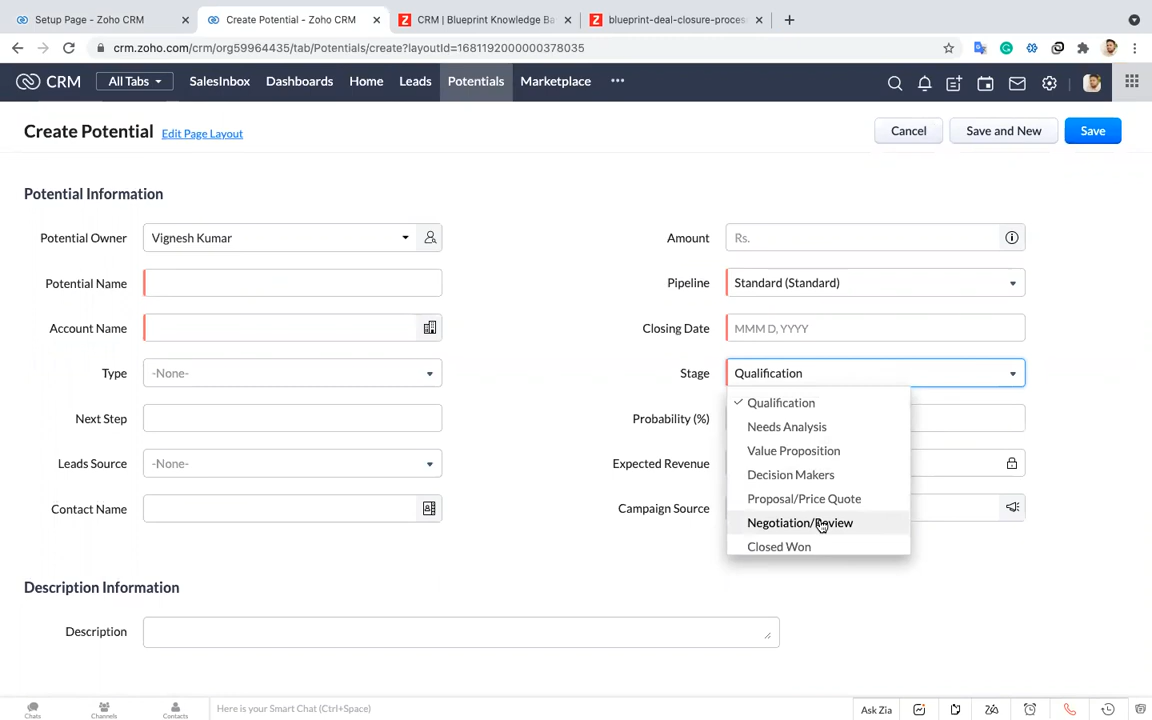 Setup Page - Zoho CRM
Create Potential - Zoho CRM
CRM | Blueprint Knowledge Ba
blueprint-deal-closure-proces
crm.zoho.com/crm/org59964435/tab/Potentials/create?layoutId=1681192000000378035
CRM
All Tabs
SalesInbox
Dashboards
Home
Leads
Potentials
Marketplace
Create Potential
Edit Page Layout
Cancel
Save and New
Save
Potential Information
Potential Owner
Vignesh Kumar
Amount
Rs.
Potential Name
Pipeline
Standard (Standard)
Account Name
Closing Date
MMM D, YYYY
Type
-None-
Stage
Qualification
Qualification
Needs Analysis
Value Proposition
Decision Makers
Proposal/Price Quote
Negotiation/Review
Closed Won
Next Step
Probability (%)
Leads Source
-None-
Expected Revenue
Contact Name
Campaign Source
Description Information
Description
Chats
Channels
Contacts
Here is your Smart Chat (Ctrl+Space)
Ask Zia